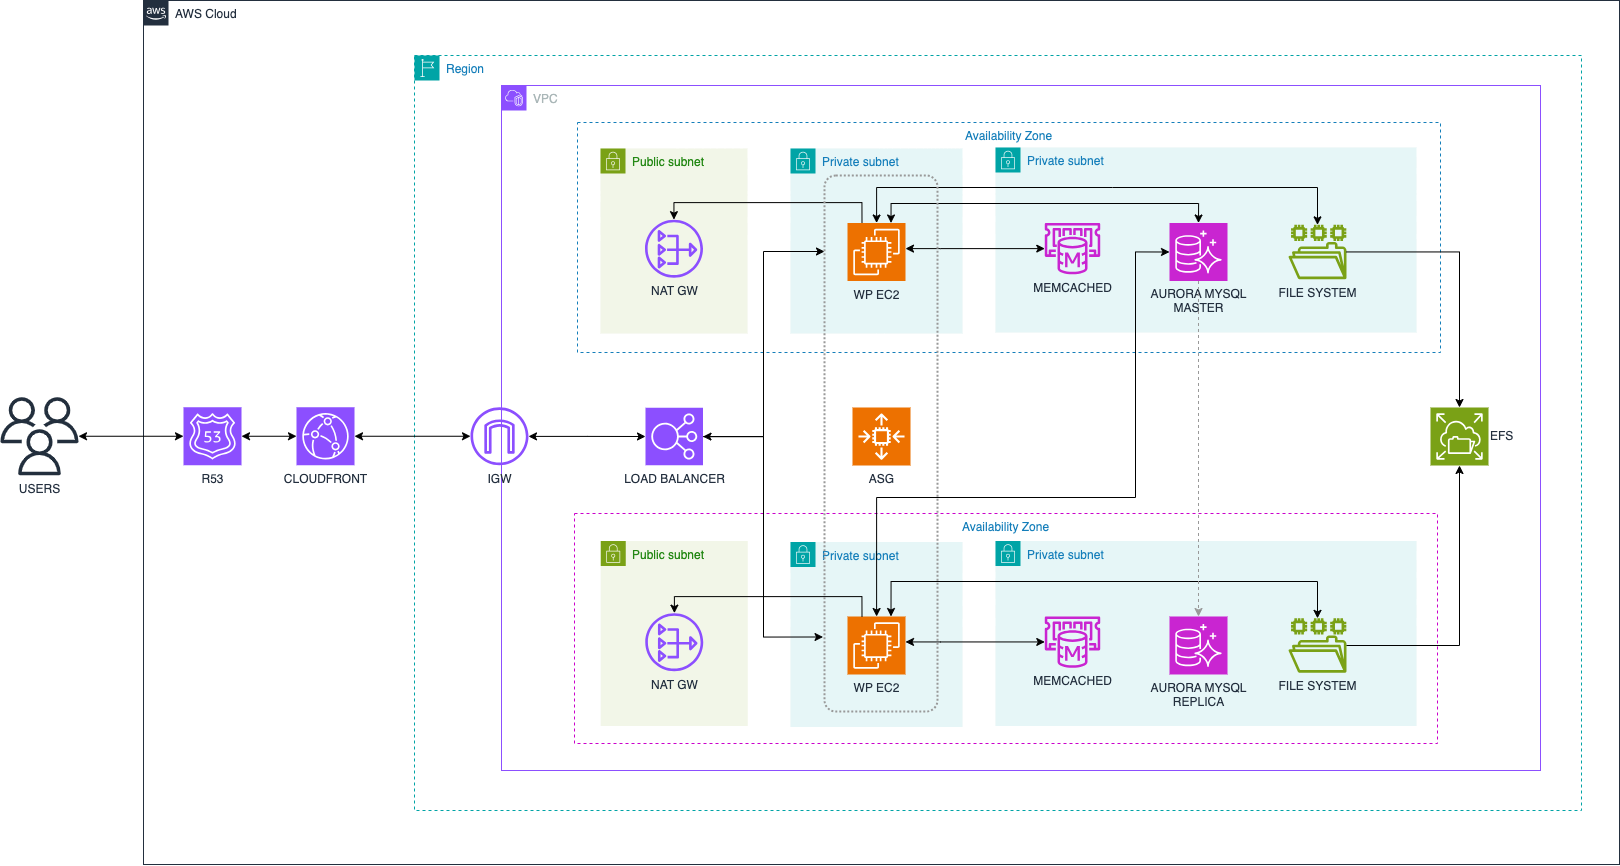 aws
AWS Cloud
Region
VPC
Availability Zone
Public subnet
Private subnet
Private subnet
NAT GW
WP EC2
M
MEMCACHED
AURORA MYSQL
MASTER
FILE SYSTEM
USERS
53
R53
CLOUDFRONT
IGW
LOAD BALANCER
ASG
EFS
Availability Zone
Public subnet
Private subnet
Private subnet
NAT GW
WP EC2
M
MEMCACHED
AURORA MYSQL
REPLICA
FILE SYSTEM